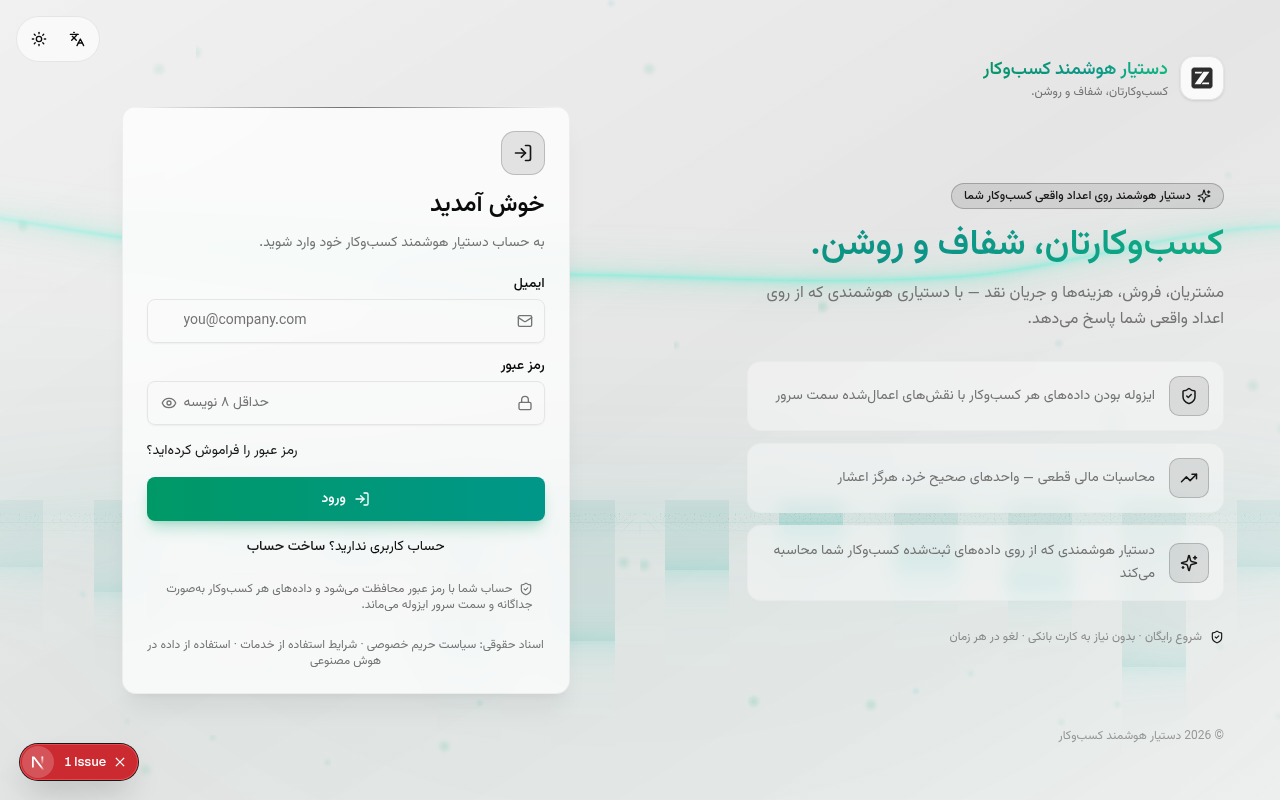 دستیار هوشمند کسب‌وکار
کسب‌وکارتان، شفاف و روشن.
دستیار هوشمند روی اعداد واقعی کسب‌وکار شما
کسب‌وکارتان، شفاف و روشن.
مشتریان، فروش، هزینه‌ها و جریان نقد — با دستیاری هوشمندی که از روی
اعداد واقعی شما پاسخ می‌دهد.
ایزوله بودن داده‌های هر کسب‌وکار با نقش‌های اعمال‌شده سمت سرور
محاسبات مالی قطعی — واحدهای صحیح خرد، هرگز اعشار
دستیار هوشمندی که از روی داده‌های ثبت‌شده کسب‌وکار شما محاسبه
می‌کند
شروع رایگان · بدون نیاز به کارت بانکی · لغو در هر زمان
© 2026 دستیار هوشمند کسب‌وکار
خوش آمدید
به حساب دستیار هوشمند کسب‌وکار خود وارد شوید.
ایمیل
you@company.com
رمز عبور
حداقل ۸ نویسه
رمز عبور را فراموش کرده‌اید؟
ورود
حساب کاربری ندارید؟ ساخت حساب
حساب شما با رمز عبور محافظت می‌شود و داده‌های هر کسب‌وکار به‌صورت
جداگانه و سمت سرور ایزوله می‌ماند.
اسناد حقوقی: سیاست حریم خصوصی · شرایط استفاده از خدمات · استفاده از داده در
هوش مصنوعی
1 Issue